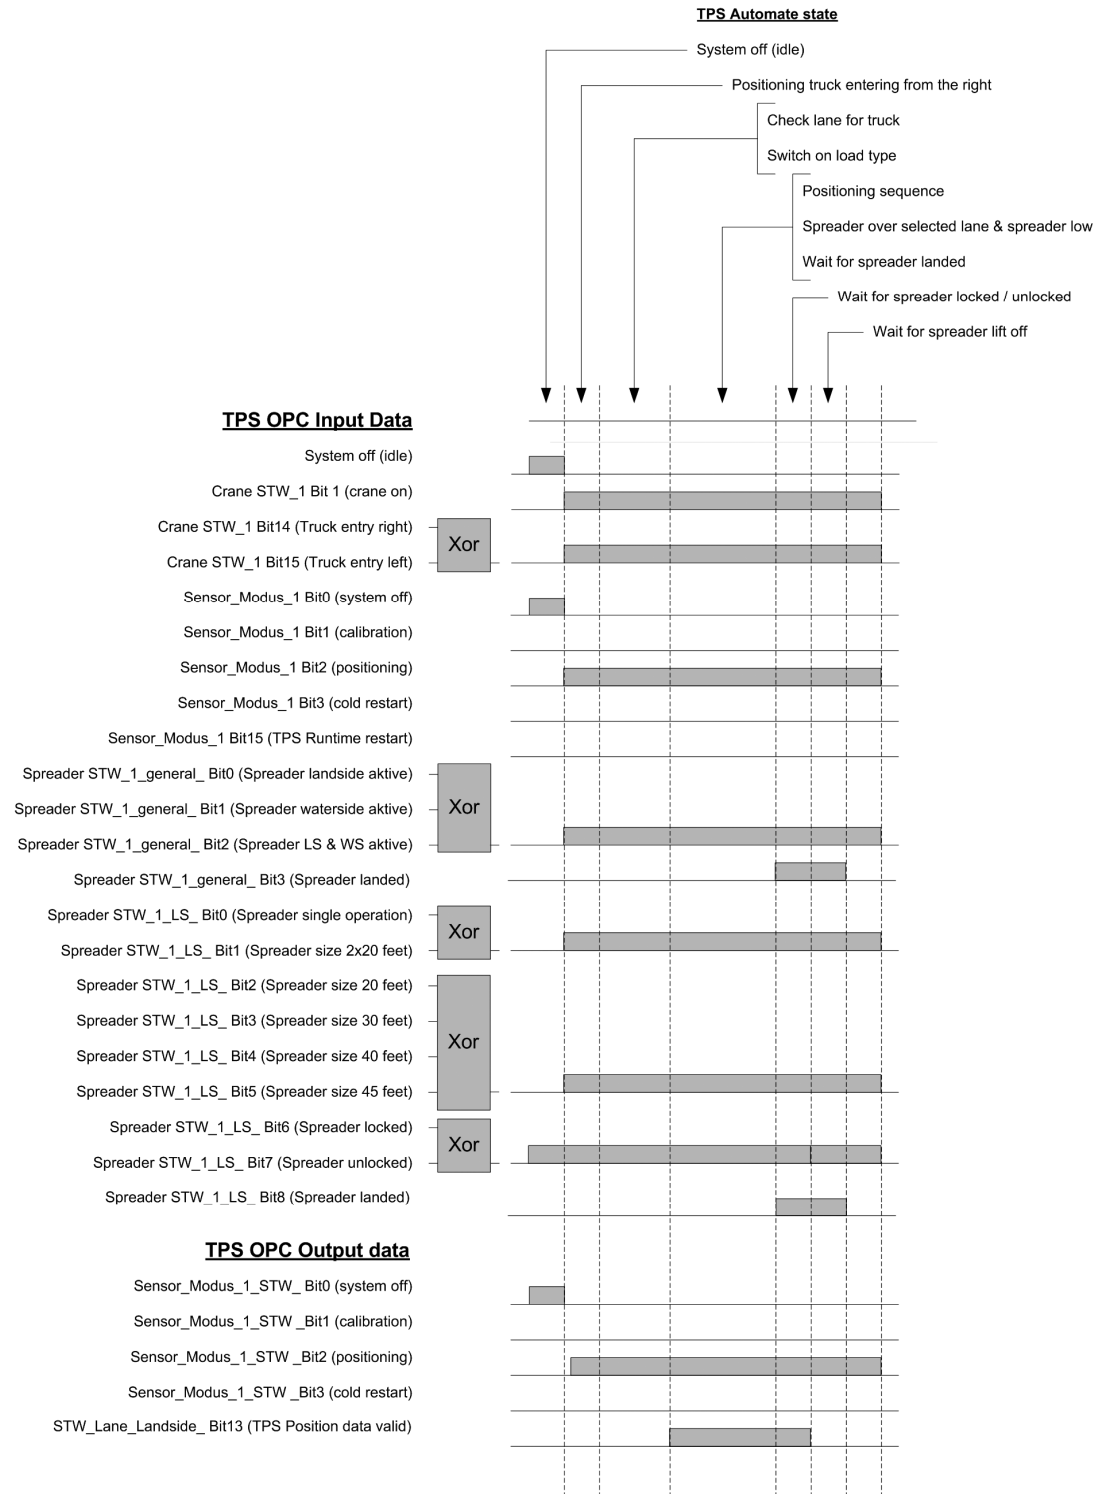 TPS Automate state
System off (idle)
Positioning truck entering from the right
Check lane for truck
Switch on load type
Positioning sequence
Spreader over selected lane & spreader low
Wait for spreader landed
Wait for spreader locked / unlocked
Wait for spreader lift off
TPS OPC Input Data
System off (idle)
Crane STW_1 Bit 1 (crane on)
Crane STW_1 Bit14 (Truck entry right)
Xor
Crane STW_1 Bit15 (Truck entry left)
Sensor_Modus_1 Bit0 (system off)
Sensor_Modus_1 Bit1 (calibration)
Sensor_Modus_1 Bit2 (positioning)
Sensor_Modus_1 Bit3 (cold restart)
Sensor_Modus_1 Bit15 (TPS Runtime restart)
Spreader STW_1_general_ Bit0 (Spreader landside aktive)
Spreader STW_1_general_ Bit1 (Spreader waterside aktive)
Xor
Spreader STW_1_general_ Bit2 (Spreader LS & WS aktive)
Spreader STW_1_general_ Bit3 (Spreader landed)
Spreader STW_1_LS_ Bit0 (Spreader single operation)
Xor
Spreader STW_1_LS_ Bit1 (Spreader size 2x20 feet)
Spreader STW_1_LS_ Bit2 (Spreader size 20 feet)
Spreader STW_1_LS_ Bit3 (Spreader size 30 feet)
Xor
Spreader STW_1_LS_ Bit4 (Spreader size 40 feet)
Spreader STW_1_LS_ Bit5 (Spreader size 45 feet)
Spreader STW_1_LS_ Bit6 (Spreader locked)
Xor
Spreader STW_1_LS_ Bit7 (Spreader unlocked)
Spreader STW_1_LS_ Bit8 (Spreader landed)
TPS OPC Output data
Sensor_Modus_1_STW_ Bit0 (system off)
Sensor_Modus_1_STW _Bit1 (calibration)
Sensor_Modus_1_STW _Bit2 (positioning)
Sensor_Modus_1_STW _Bit3 (cold restart)
STW_Lane_Landside_ Bit13 (TPS Position data valid)